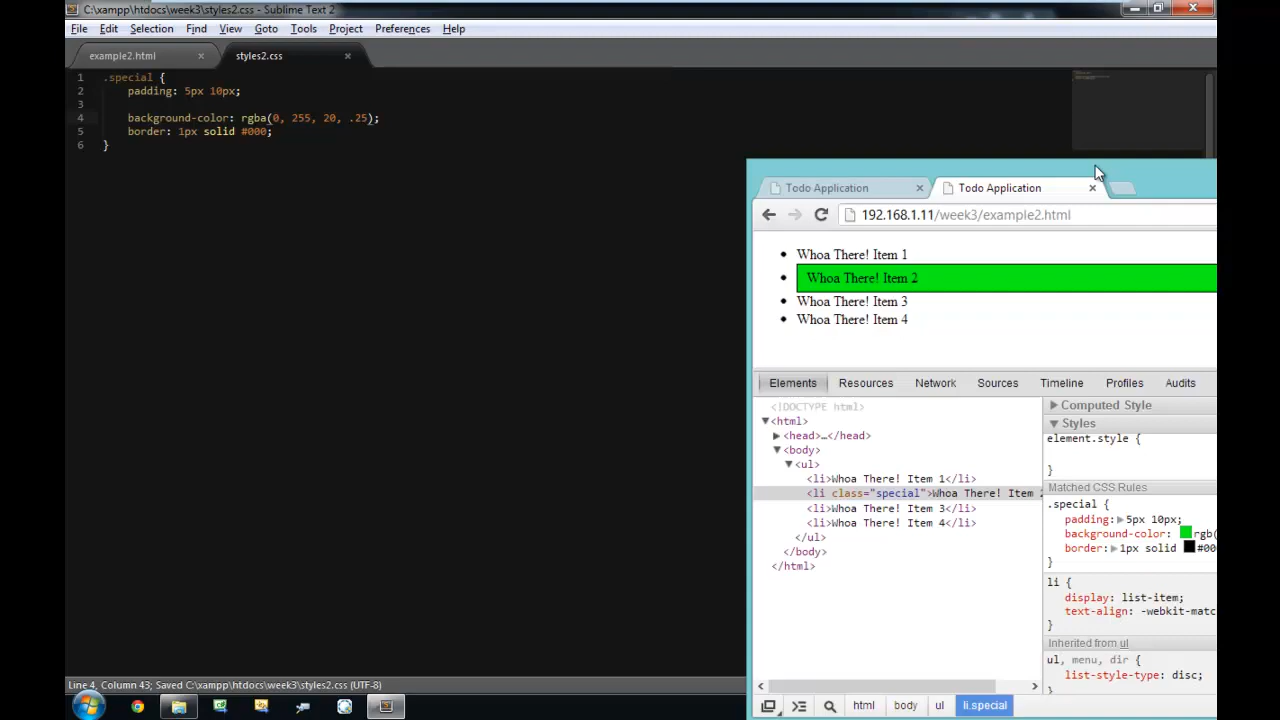 C:\xampp\htdocs\week3\styles2.css - Sublime Text 2
File Edit Selection Find View Goto Tools Project Preferences Help
example2.html × styles2.css ×
1 .special {
2 padding: 5px 10px;
3
4 background-color: rgba(0, 255, 20, .25);
5 border: 1px solid #000;
6 }
Todo Application × Todo Application ×
192.168.1.11/week3/example2.html
• Whoa There! Item 1
• Whoa There! Item 2
• Whoa There! Item 3
• Whoa There! Item 4
Elements Resources Network Sources Timeline Profiles Audits
<!DOCTYPE html>
▼<html>
▶<head>…</head>
▼<body>
▼<ul>
<li>Whoa There! Item 1</li>
<li class="special">Whoa There! Item
<li>Whoa There! Item 3</li>
<li>Whoa There! Item 4</li>
</ul>
</body>
</html>
▶ Computed Style
▼ Styles
element.style {
}
Matched CSS Rules
.special {
padding:▶5px 10px;
background-color: rgb(
border:▶1px solid #00
}
li {
display: list-item;
text-align: -webkit-matc
}
Inherited from ul
ul, menu, dir {
list-style-type: disc;
}
html body ul li.special
Line 4, Column 43; Saved C:\xampp\htdocs\week3\styles2.css (UTF-8)